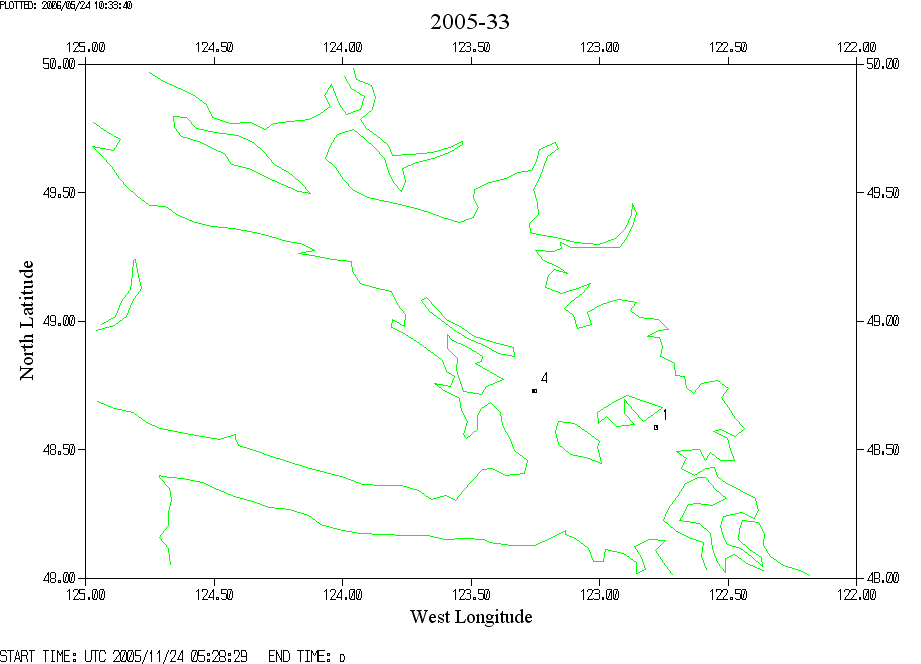 PLOTTED: 2006/05/24 10:33:40
2005-33
125.00 124.50 124.00 123.50 123.00 122.50 122.00
50.00 50.00
49.50 49.50
49.00 49.00
4
1
48.50 48.50
48.00 48.00
125.00 124.50 124.00 123.50 123.00 122.50 122.00
North Latitude
West Longitude
START TIME: UTC 2005/11/24 05:28:29 END TIME: 0